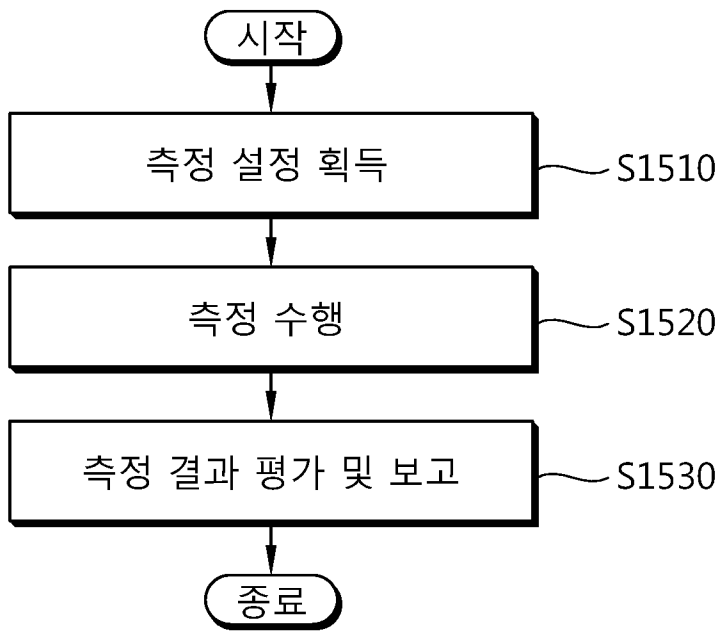 시작
측정 설정 획득
S1510
측정 수행
S1520
측정 결과 평가 및 보고
S1530
종료